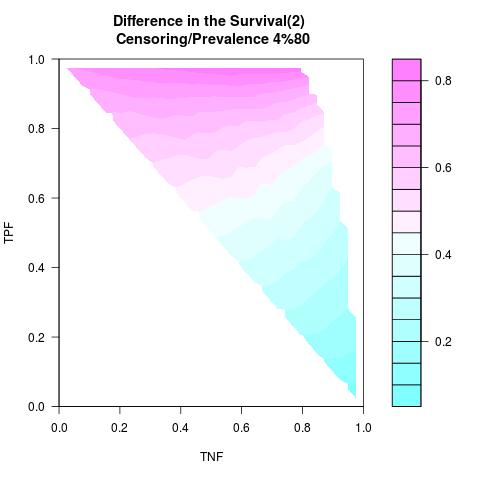 Difference in the Survival(2)
Censoring/Prevalence 4%80
1.0
0.8
0.6
0.4
0.2
0.0
TPF
0.0 0.2 0.4 0.6 0.8 1.0
TNF
0.8
0.6
0.4
0.2